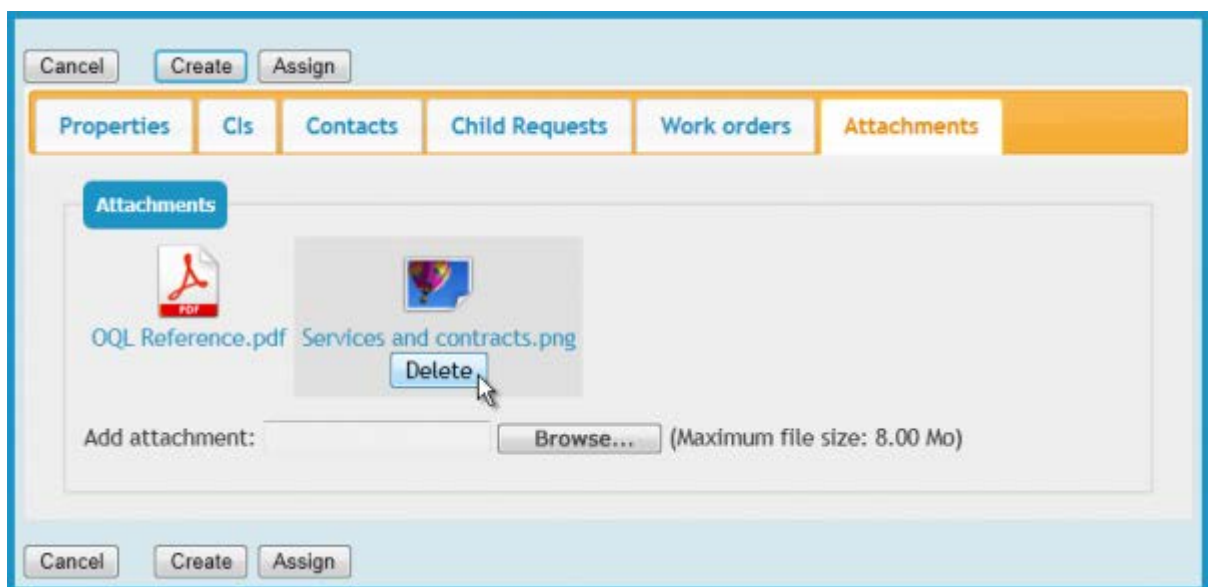 Cancel Create Assign
Properties CIs Contacts Child Requests Work orders Attachments
Attachments
PDF
OQL Reference.pdf Services and contracts.png
Delete
Add attachment: Browse... (Maximum file size: 8.00 Mo)
Cancel Create Assign